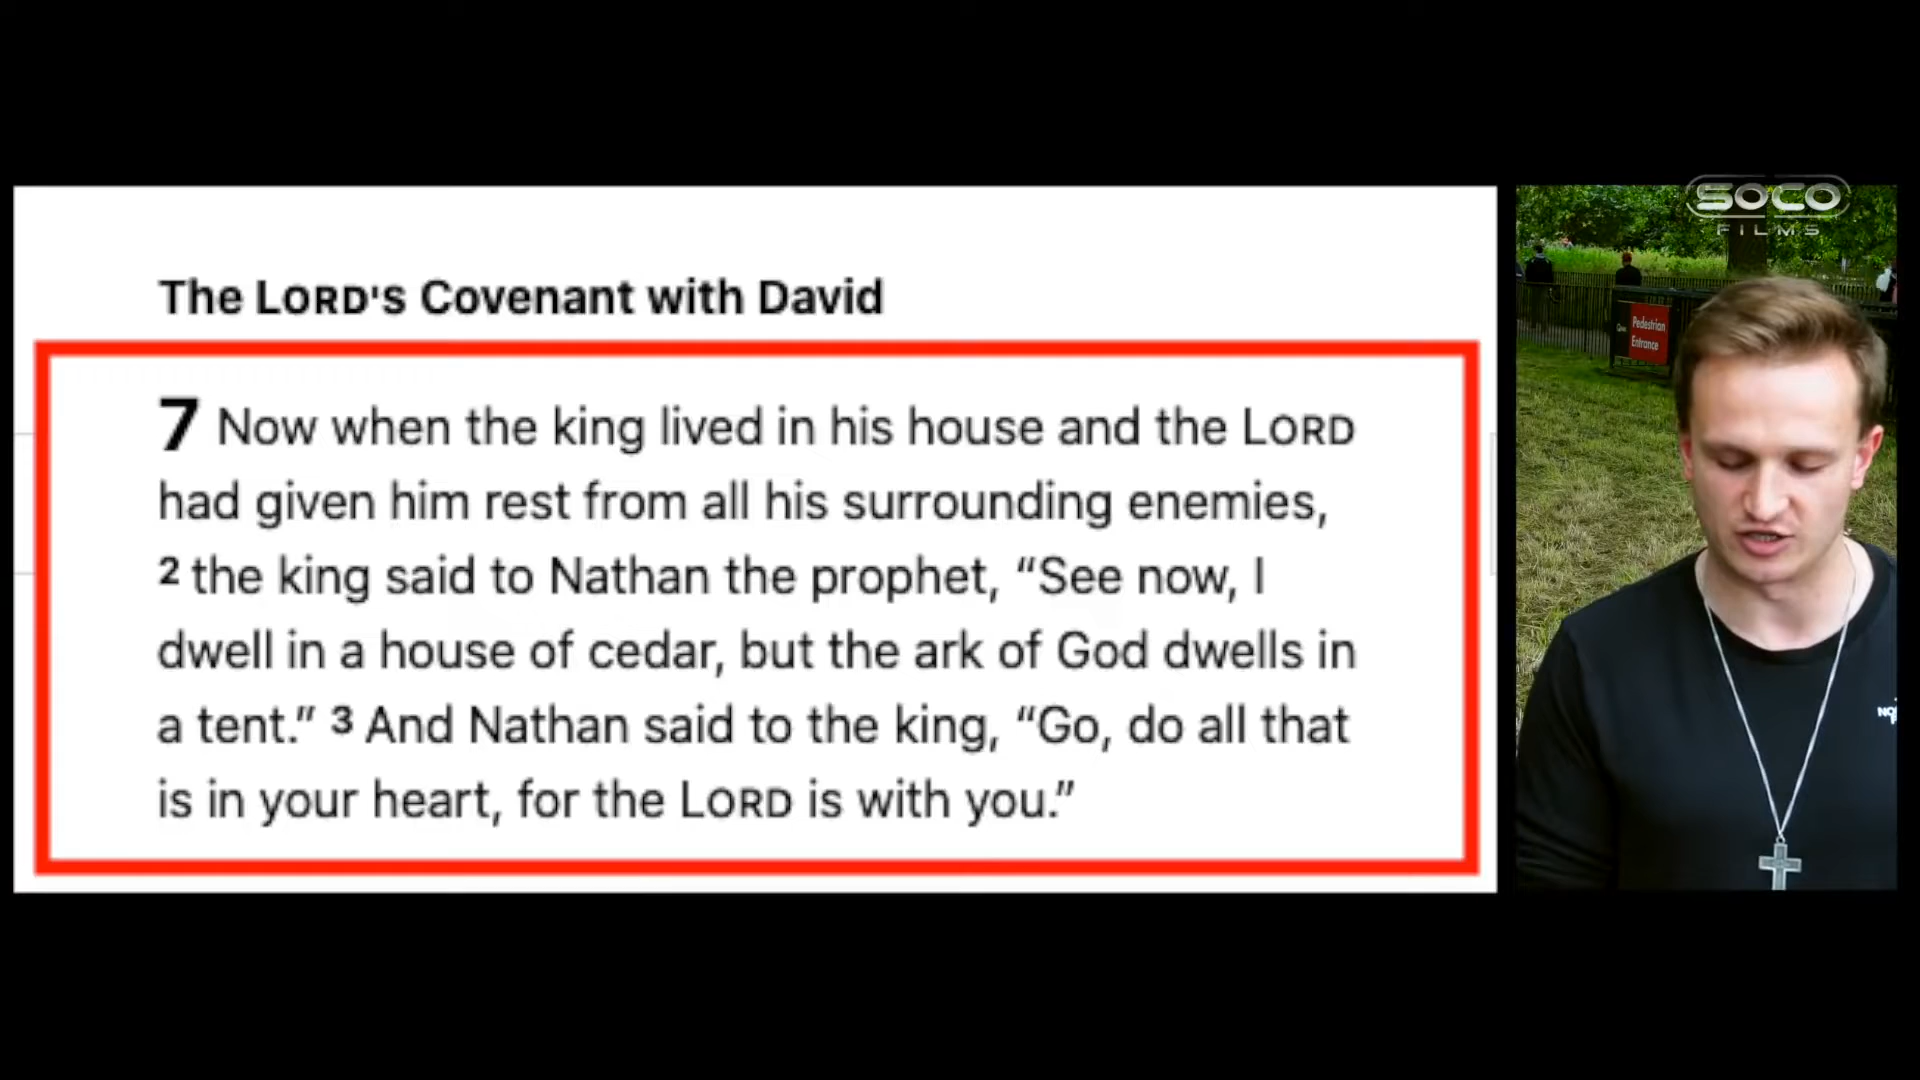 The LORD's Covenant with David
7 Now when the king lived in his house and the LORD
had given him rest from all his surrounding enemies,
2 the king said to Nathan the prophet, “See now, I
dwell in a house of cedar, but the ark of God dwells in
a tent.” 3 And Nathan said to the king, “Go, do all that
is in your heart, for the LORD is with you.”
SOCO
FILMS
Pedestrian
Entrance